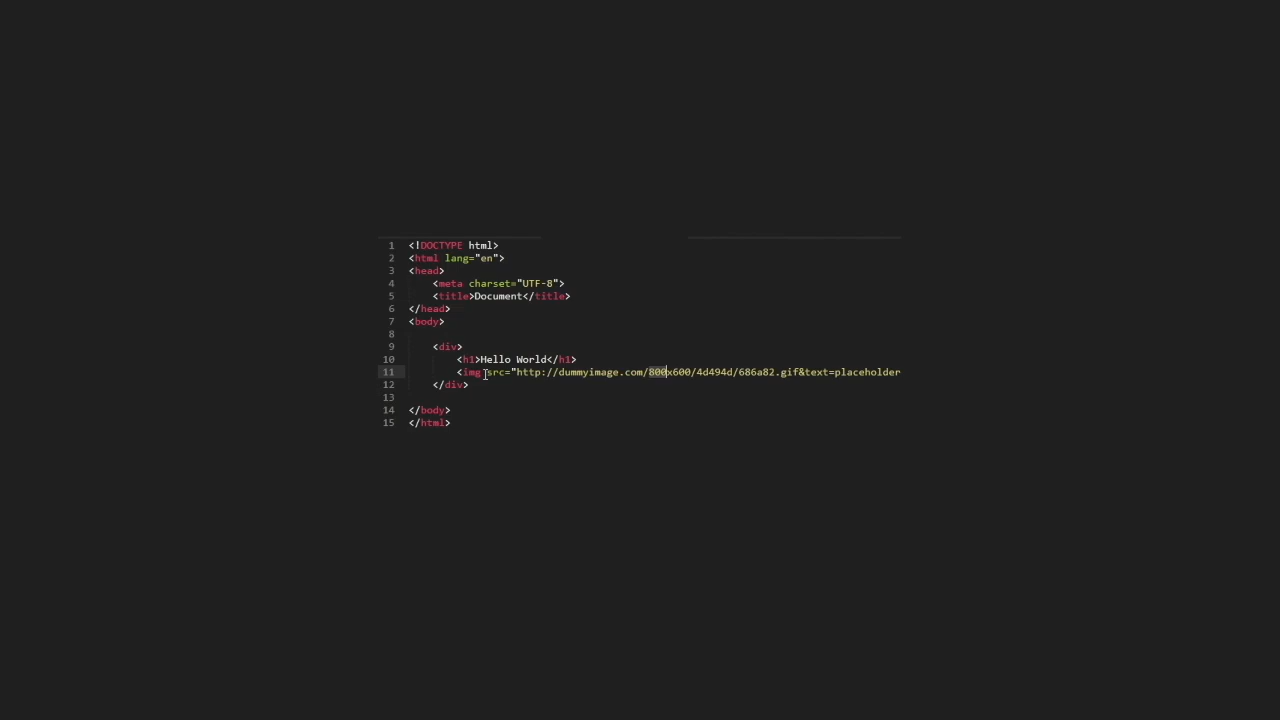 1 <!DOCTYPE html>
2 <html lang="en">
3 <head>
4 <meta charset="UTF-8">
5 <title>Document</title>
6 </head>
7 <body>
8
9 <div>
10 <h1>Hello World</h1>
11 <img src="http://dummyimage.com/800x600/4d494d/686a82.gif&text=placeholder
12 </div>
13
14 </body>
15 </html>